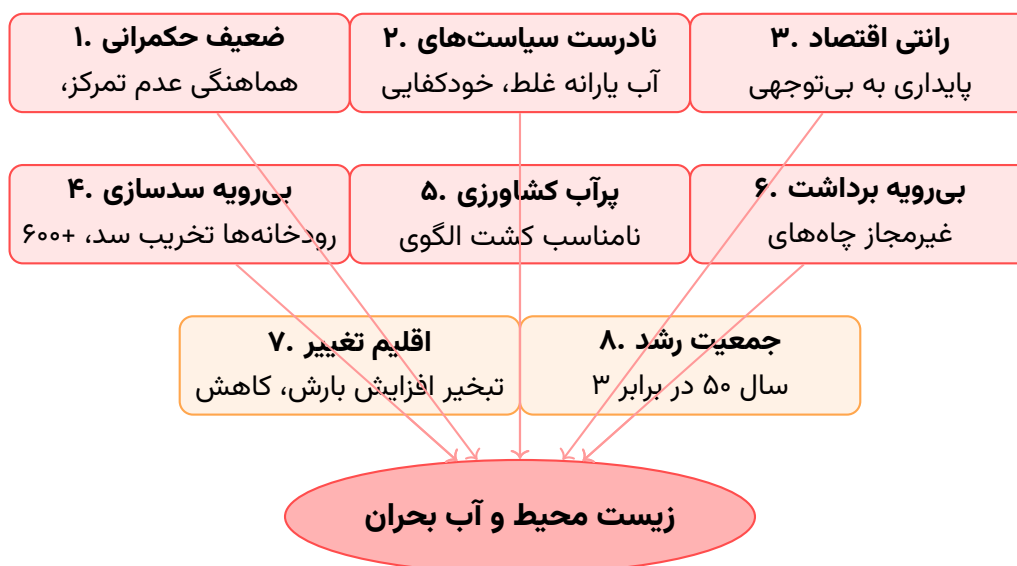 ضعیف حکمرانی .۱
هماهنگی عدم تمرکز،
نادرست سیاست‌های .۲
آب یارانه غلط، خودکفایی
رانتی اقتصاد .۳
پایداری به بی‌توجهی
بی‌رویه سدسازی .۴
رودخانه‌ها تخریب سد، +۶۰۰
پرآب کشاورزی .۵
نامناسب کشت الگوی
بی‌رویه برداشت .۶
غیرمجاز چاه‌های
اقلیم تغییر .۷
تبخیر افزایش بارش، کاهش
جمعیت رشد .۸
سال ۵۰ در برابر ۳
زیست محیط و آب بحران